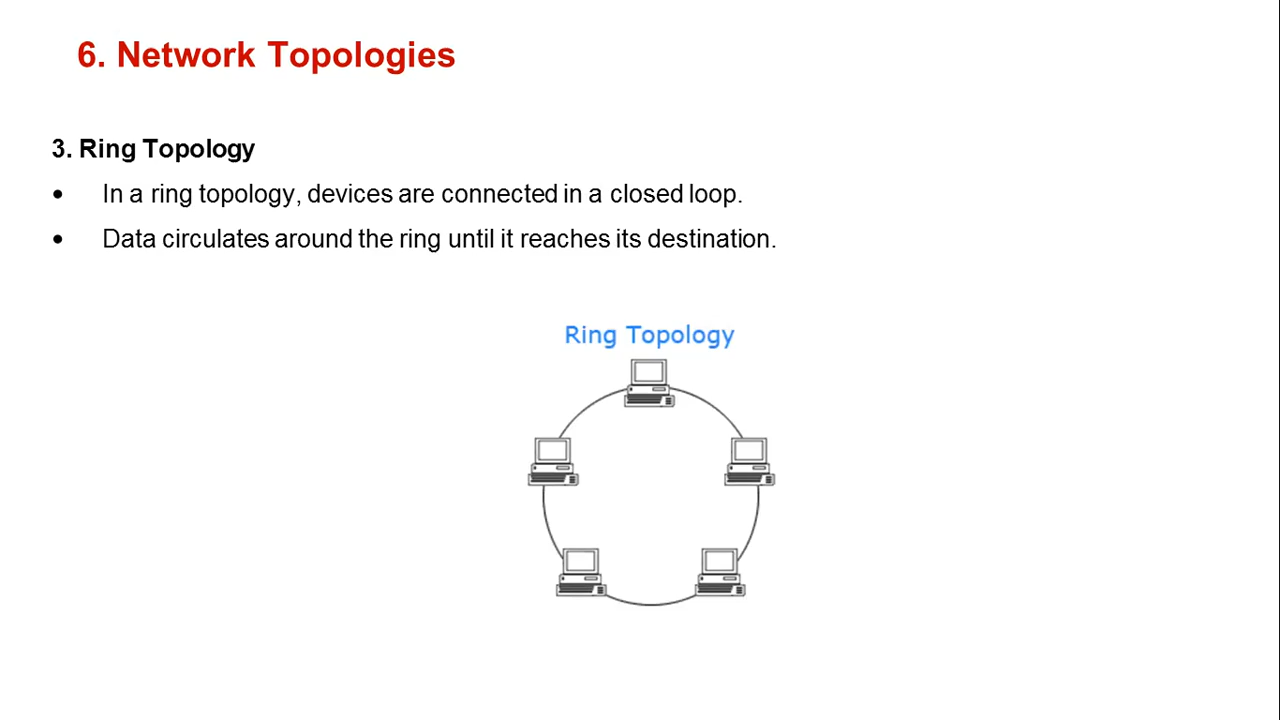 6. Network Topologies
3. Ring Topology
• In a ring topology, devices are connected in a closed loop.
• Data circulates around the ring until it reaches its destination.
Ring Topology